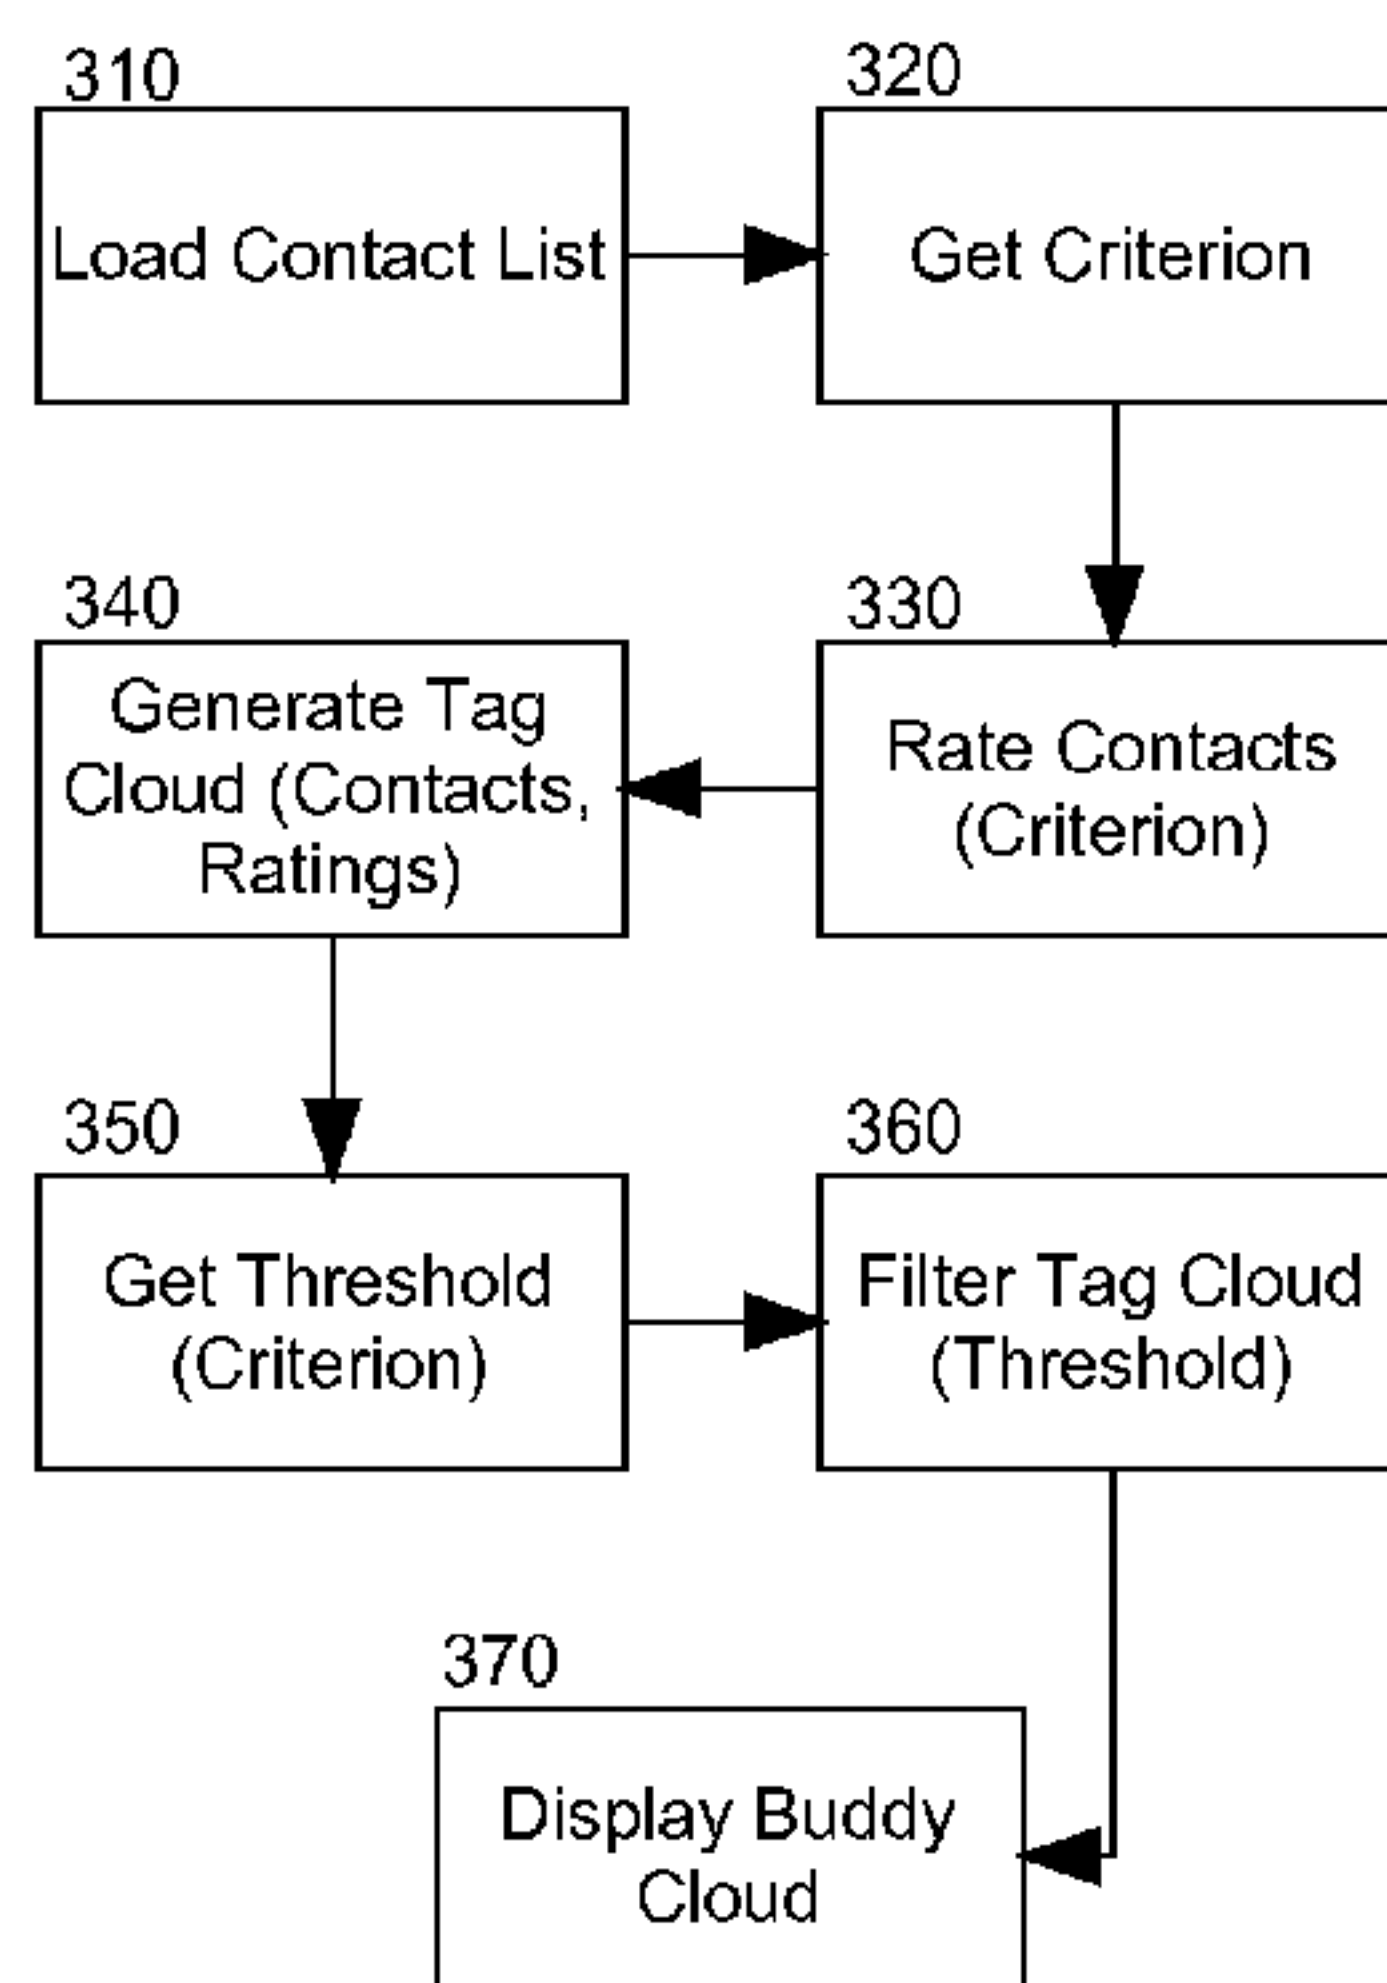 310
Load Contact List
320
Get Criterion
330
Rate Contacts
(Criterion)
340
Generate Tag
Cloud (Contacts,
Ratings)
350
Get Threshold
(Criterion)
360
Filter Tag Cloud
(Threshold)
370
Display Buddy
Cloud